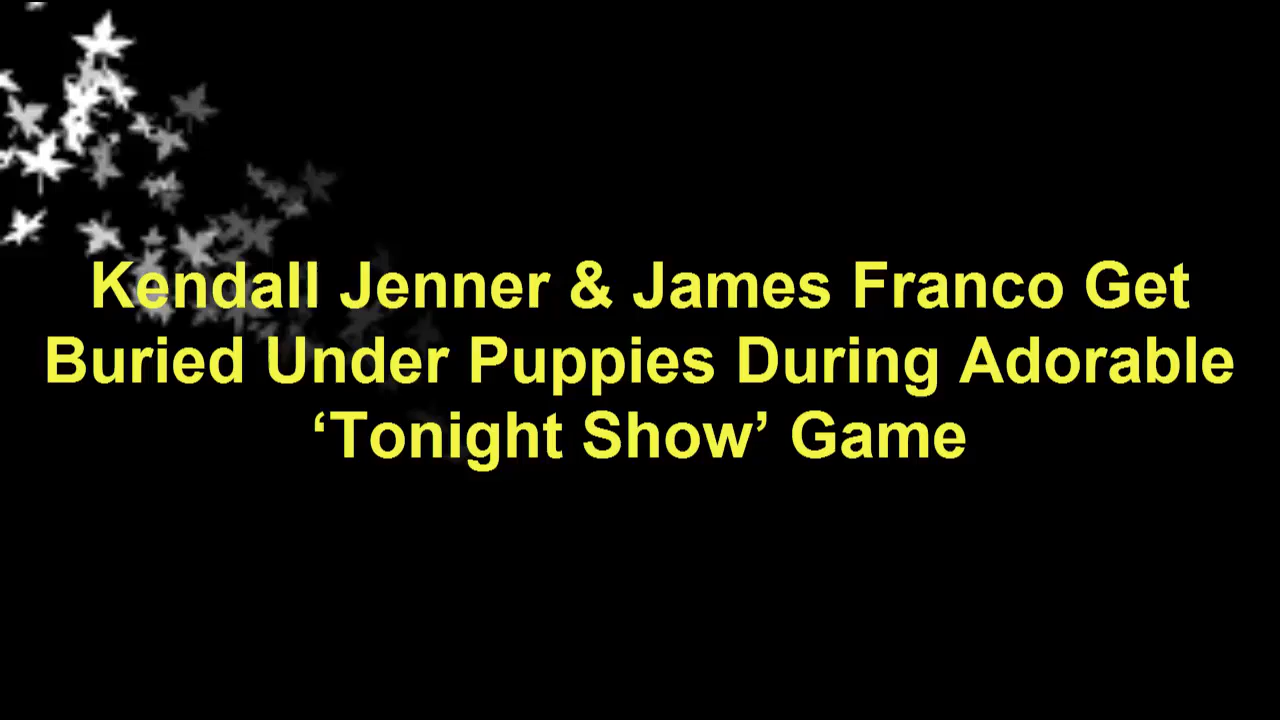 Kendall Jenner & James Franco Get
Buried Under Puppies During Adorable
‘Tonight Show’ Game